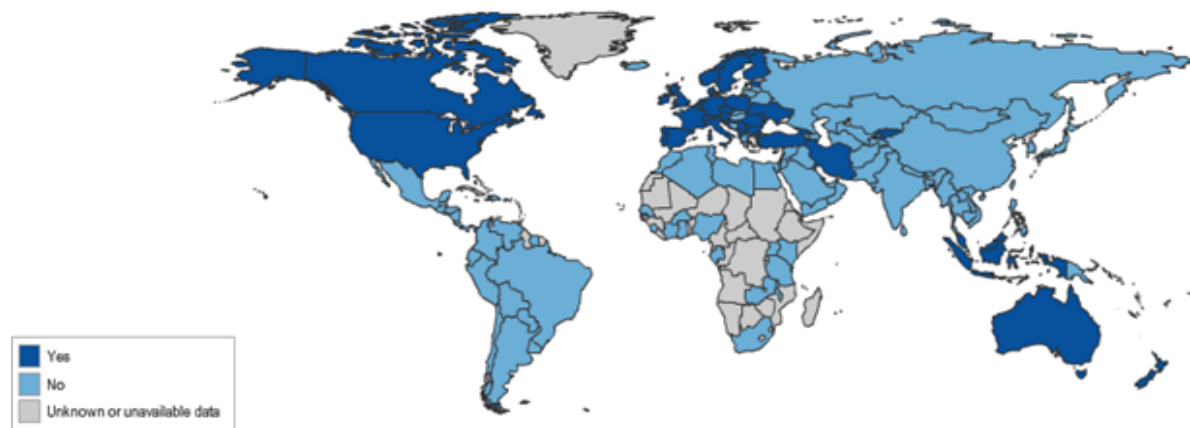 Yes
No
Unknown or unavailable data